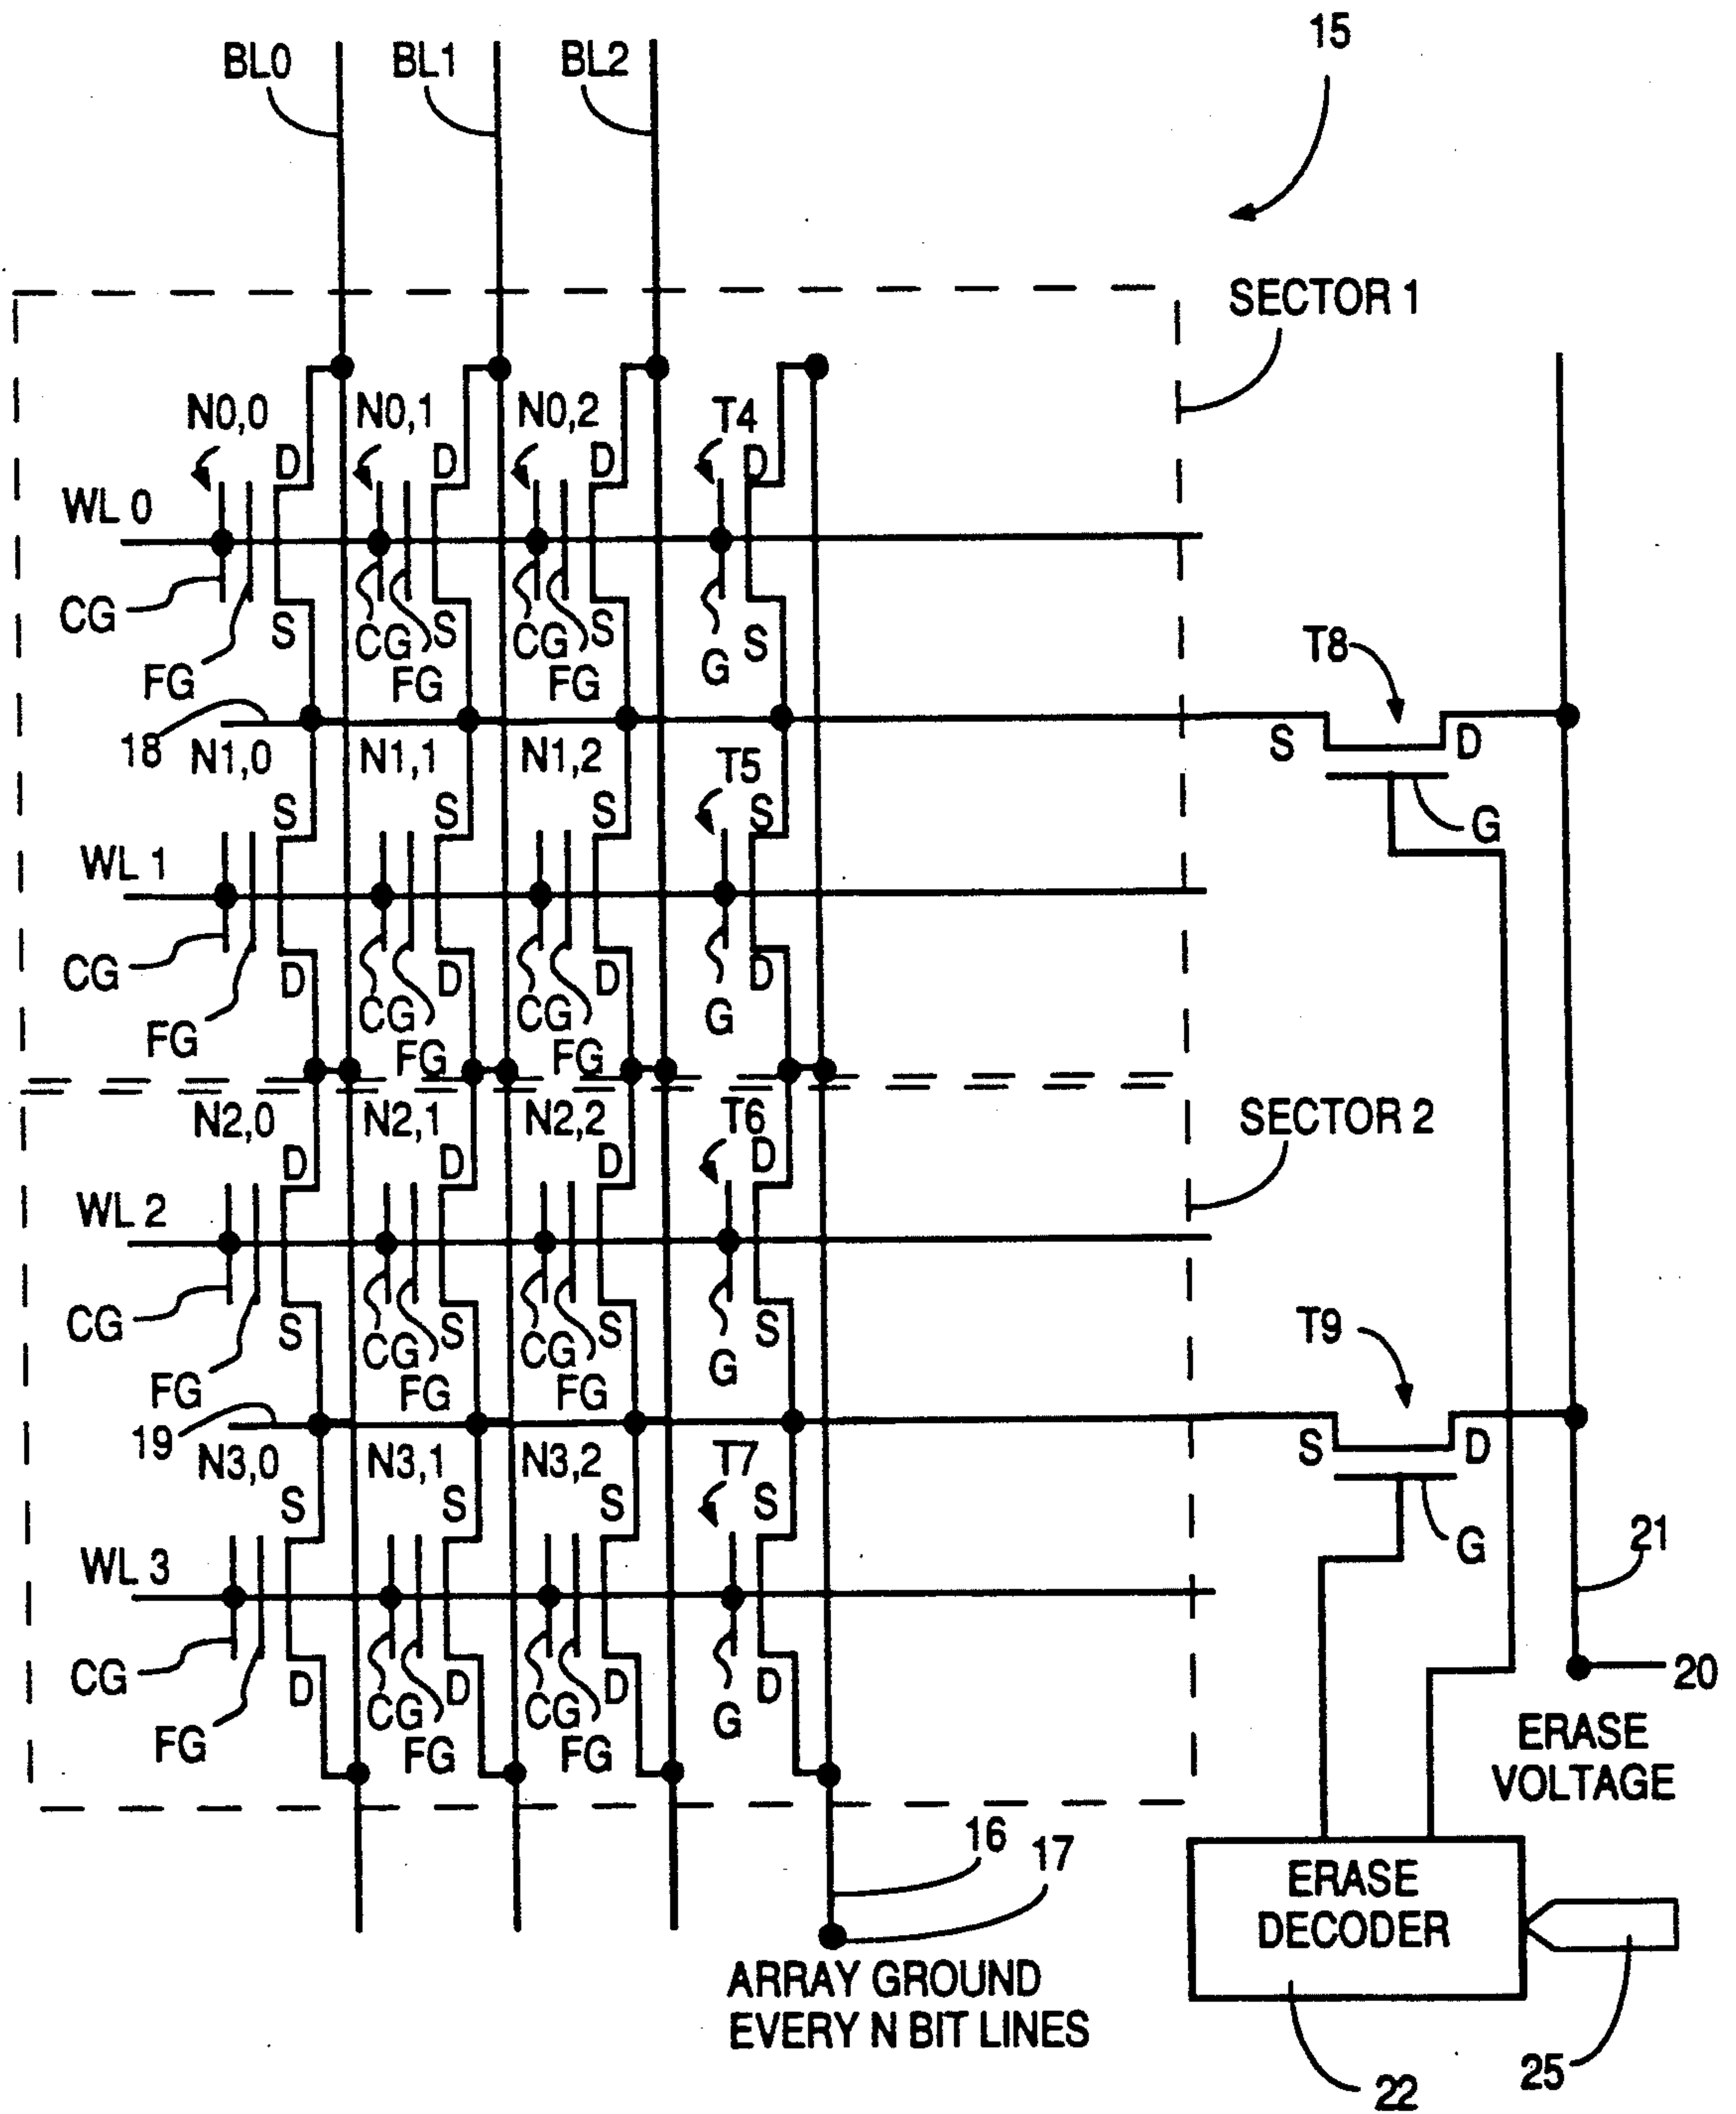 15
BL0 BL1 BL2
SECTOR 1
N0,0 N0,1 N0,2 T4
D D D D
WL 0
CG S CG S CG S G S
FG FG FG
T8
18
S D
N1,0 N1,1 N1,2 T5
S S S S
G
WL 1
CG D CG D CG D G D
FG FG FG
N2,0 N2,1 N2,2 T6
SECTOR 2
D D D D
WL 2
CG S CG S CG S G S
FG FG FG
T9
19
S D
N3,0 N3,1 N3,2 T7
S S S S
G
21
WL 3
CG D CG D CG D G D
FG FG FG
20
ERASE
VOLTAGE
16 17
ERASE
DECODER
ARRAY GROUND
EVERY N BIT LINES
22 25